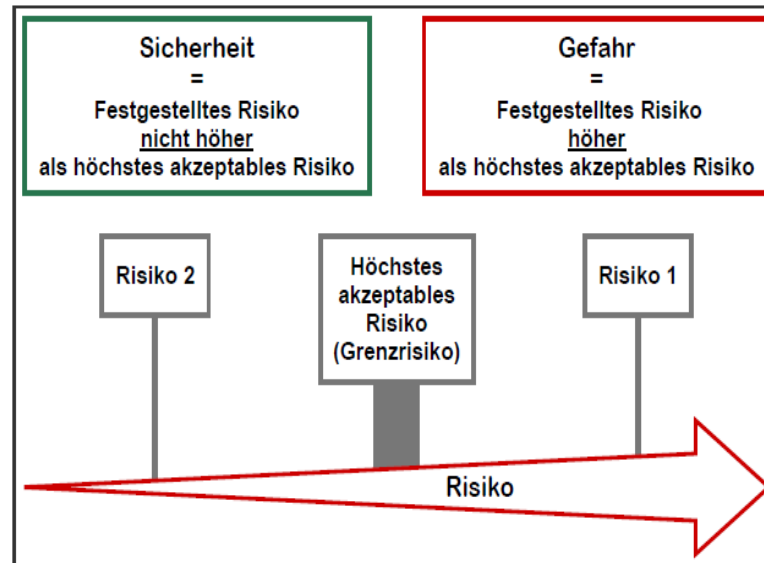 Sicherheit
=
Festgestelltes Risiko
nicht höher
als höchstes akzeptables Risiko
Gefahr
=
Festgestelltes Risiko
höher
als höchstes akzeptables Risiko
Risiko 2
Höchstes
akzeptables
Risiko
(Grenzrisiko)
Risiko 1
Risiko